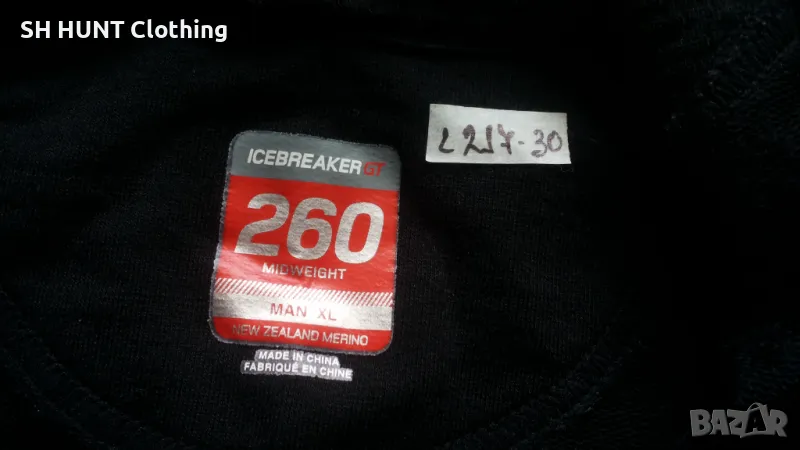 SH HUNT Clothing
L217-30
ICEBREAKER GT
260
MIDWEIGHT
MAN XL
NEW ZEALAND MERINO
MADE IN CHINA
FABRIQUÉ EN CHINE
BAZAR